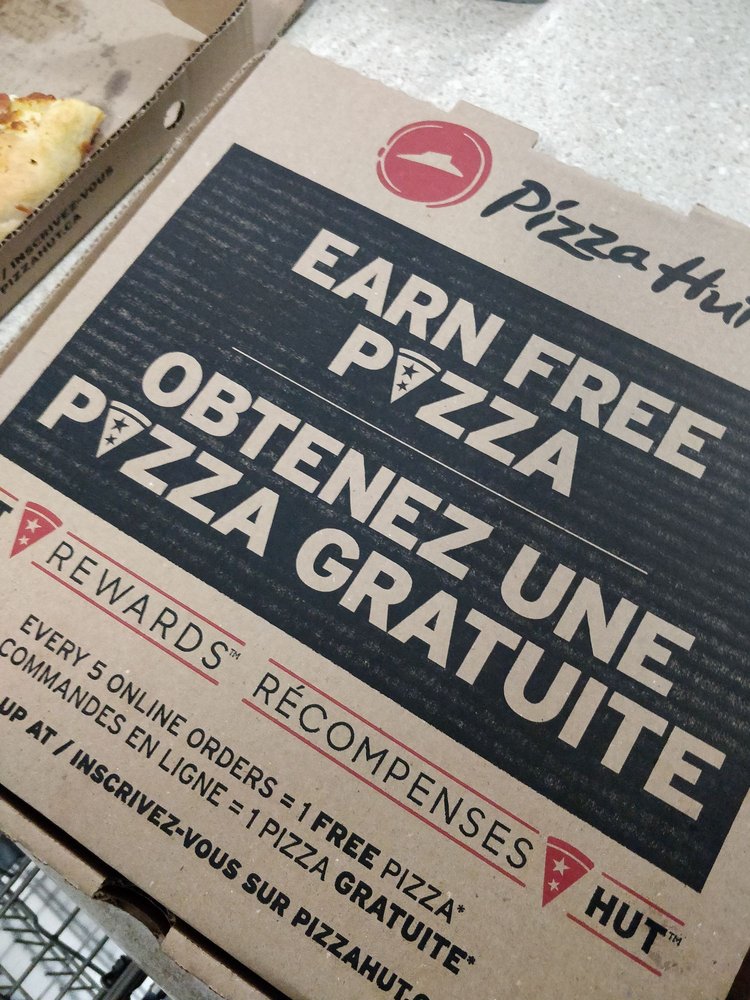 Pizza Hut
EARN FREE
PIZZA
OBTENEZ UNE
PIZZA GRATUITE
REWARDS™ RÉCOMPENSES HUT™
EVERY 5 ONLINE ORDERS = 1 FREE PIZZA*
COMMANDES EN LIGNE = 1 PIZZA GRATUITE*
UP AT / INSCRIVEZ-VOUS SUR PIZZAHUT.C
/ INSCRIVEZ-VOUS
PIZZAHUT.CA